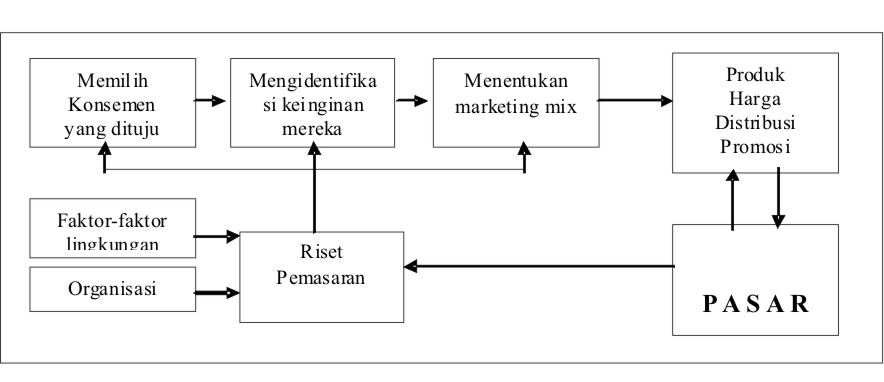 Memilih
Konsemen
yang dituju
Mengidentifika
si keinginan
mereka
Menentukan
marketing mix
Produk
Harga
Distribusi
Promosi
Faktor-faktor
lingkungan
Organisasi
Riset
Pemasaran
P A S A R